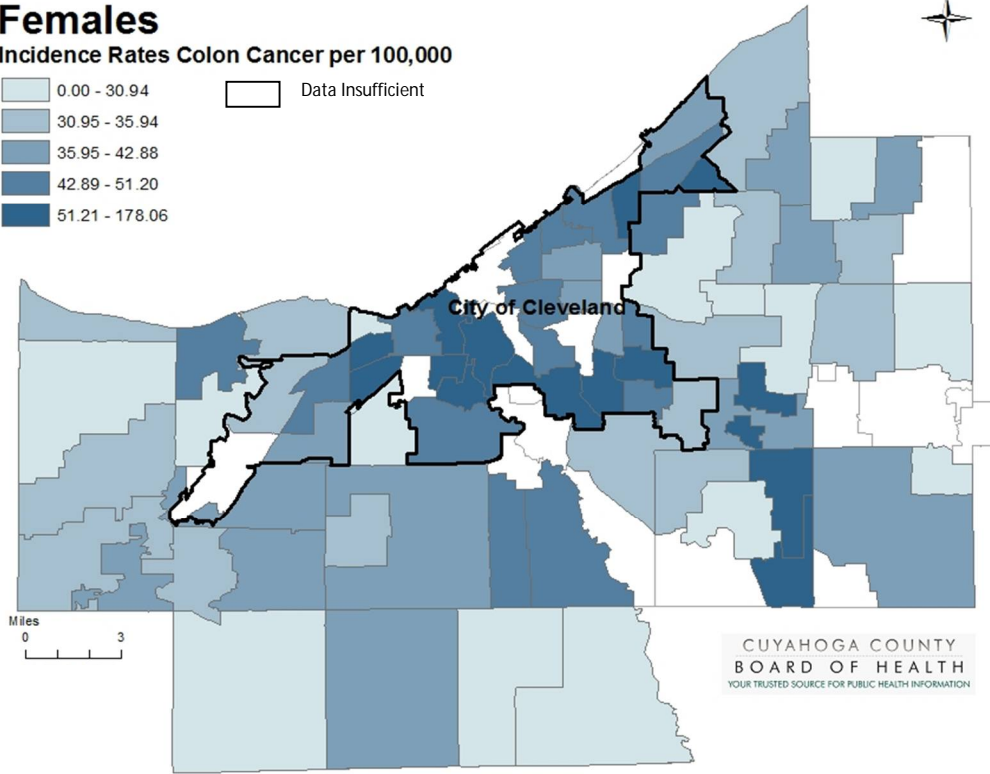 Females
Incidence Rates Colon Cancer per 100,000
0.00 - 30.94
Data Insufficient
30.95 - 35.94
35.95 - 42.88
42.89 - 51.20
51.21 - 178.06
City of Cleveland
Miles
0 3
CUYAHOGA COUNTY
BOARD OF HEALTH
YOUR TRUSTED SOURCE FOR PUBLIC HEALTH INFORMATION